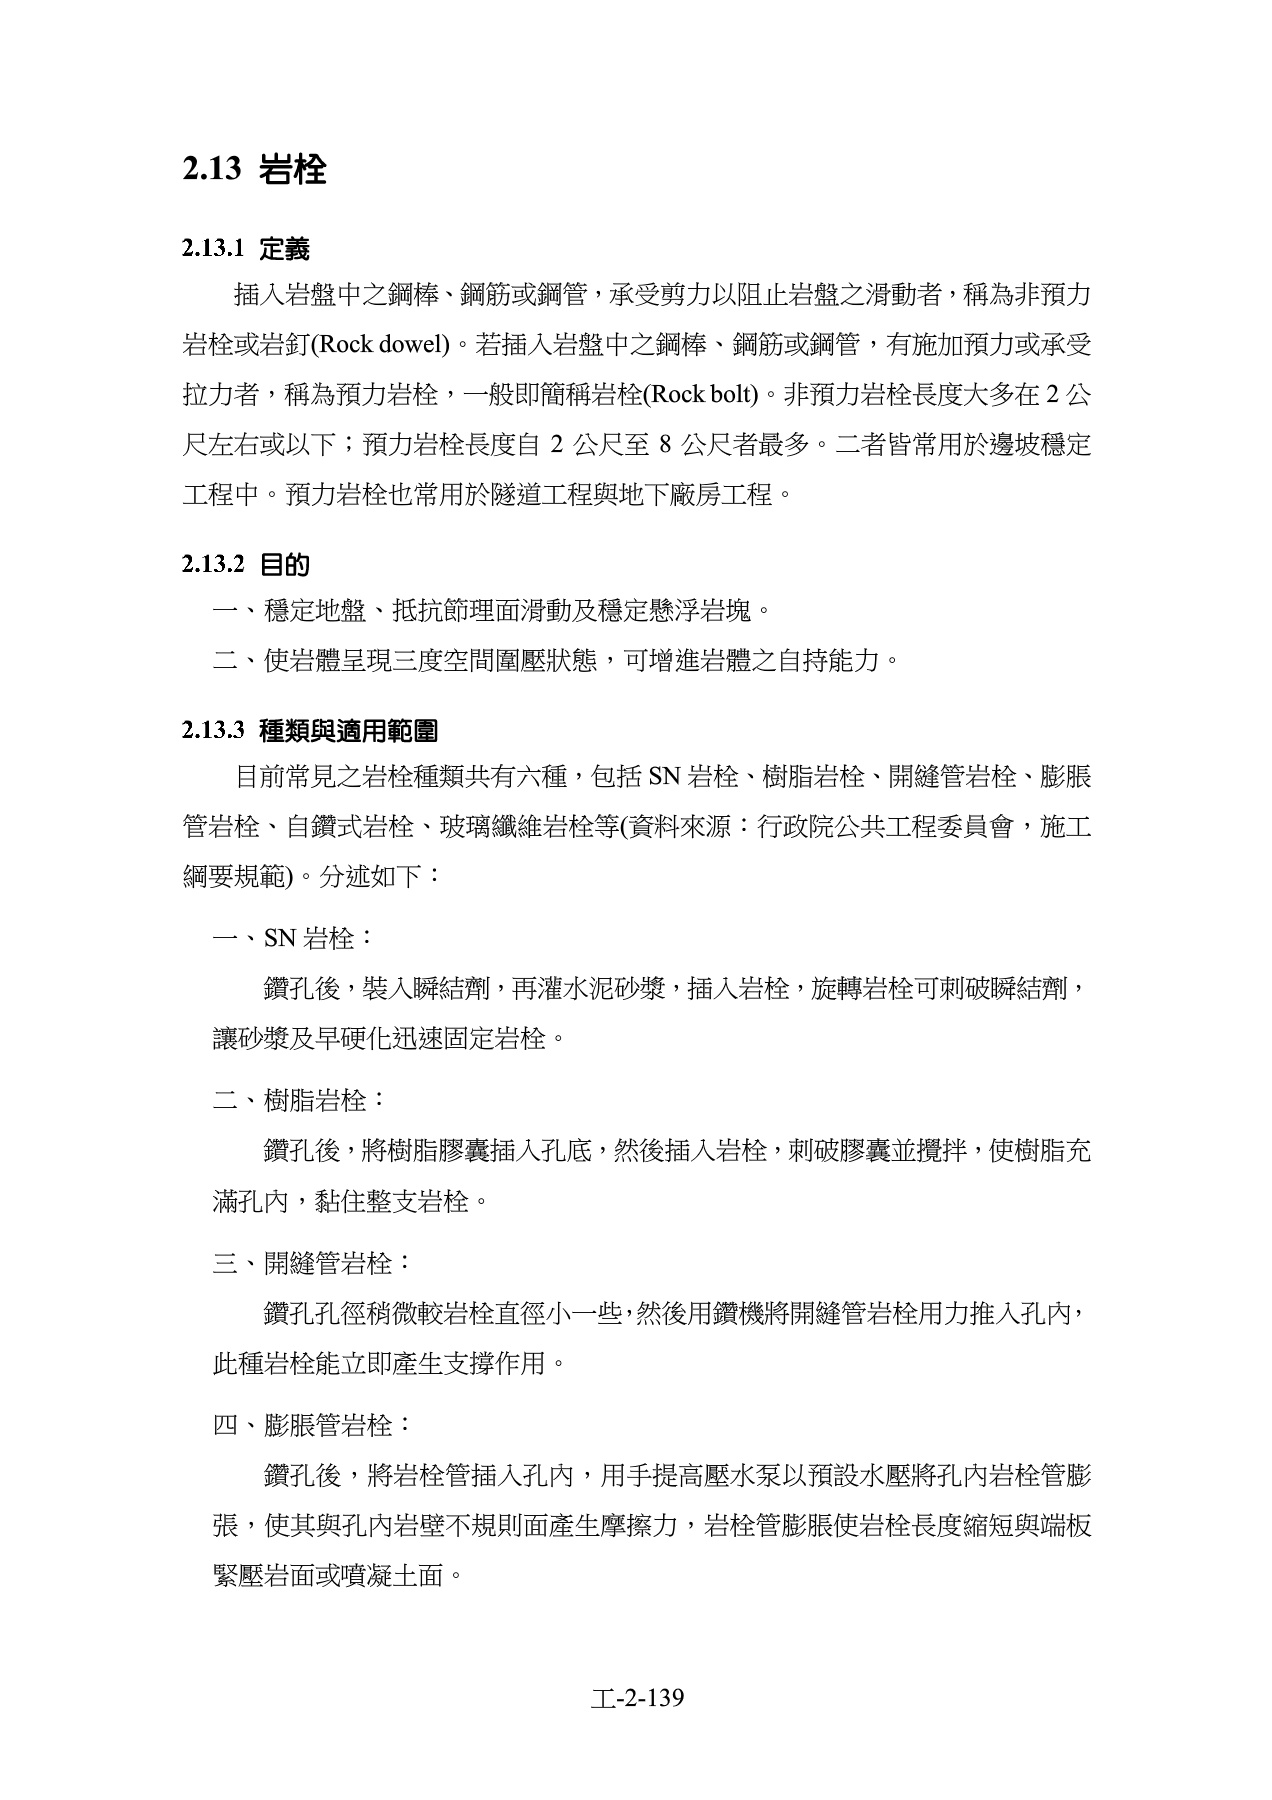 2.13 岩栓
2.13.1 定義
插入岩盤中之鋼棒、鋼筋或鋼管，承受剪力以阻止岩盤之滑動者，稱為非預力
岩栓或岩釘(Rock dowel)。若插入岩盤中之鋼棒、鋼筋或鋼管，有施加預力或承受
拉力者，稱為預力岩栓，一般即簡稱岩栓(Rock bolt)。非預力岩栓長度大多在 2 公
尺左右或以下；預力岩栓長度自 2 公尺至 8 公尺者最多。二者皆常用於邊坡穩定
工程中。預力岩栓也常用於隧道工程與地下廠房工程。
2.13.2 目的
一、穩定地盤、抵抗節理面滑動及穩定懸浮岩塊。
二、使岩體呈現三度空間圍壓狀態，可增進岩體之自持能力。
2.13.3 種類與適用範圍
目前常見之岩栓種類共有六種，包括 SN 岩栓、樹脂岩栓、開縫管岩栓、膨脹
管岩栓、自鑽式岩栓、玻璃纖維岩栓等(資料來源：行政院公共工程委員會，施工
綱要規範)。分述如下：
一、SN 岩栓：
鑽孔後，裝入瞬結劑，再灌水泥砂漿，插入岩栓，旋轉岩栓可刺破瞬結劑，
讓砂漿及早硬化迅速固定岩栓。
二、樹脂岩栓：
鑽孔後，將樹脂膠囊插入孔底，然後插入岩栓，刺破膠囊並攪拌，使樹脂充
滿孔內，黏住整支岩栓。
三、開縫管岩栓：
鑽孔孔徑稍微較岩栓直徑小一些，然後用鑽機將開縫管岩栓用力推入孔內，
此種岩栓能立即產生支撐作用。
四、膨脹管岩栓：
鑽孔後，將岩栓管插入孔內，用手提高壓水泵以預設水壓將孔內岩栓管膨
張，使其與孔內岩壁不規則面產生摩擦力，岩栓管膨脹使岩栓長度縮短與端板
緊壓岩面或噴凝土面。
工-2-139